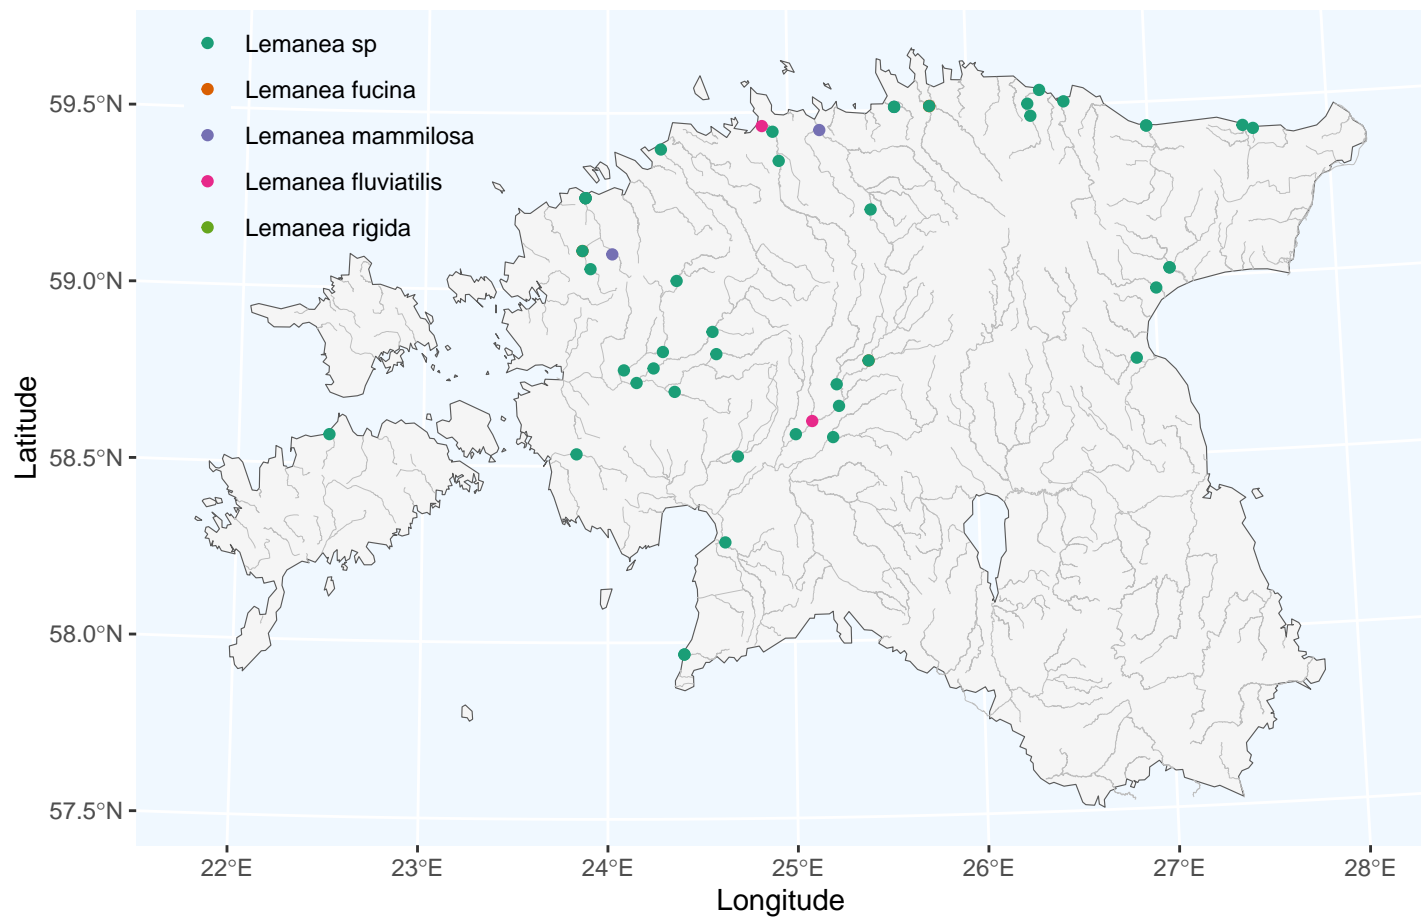 Lemanea sp
Lemanea fucina
Lemanea mammilosa
Lemanea fluviatilis
Lemanea rigida
59.5°N
59.0°N
58.5°N
58.0°N
57.5°N
Latitude
22°E
23°E
24°E
25°E
26°E
27°E
28°E
Longitude